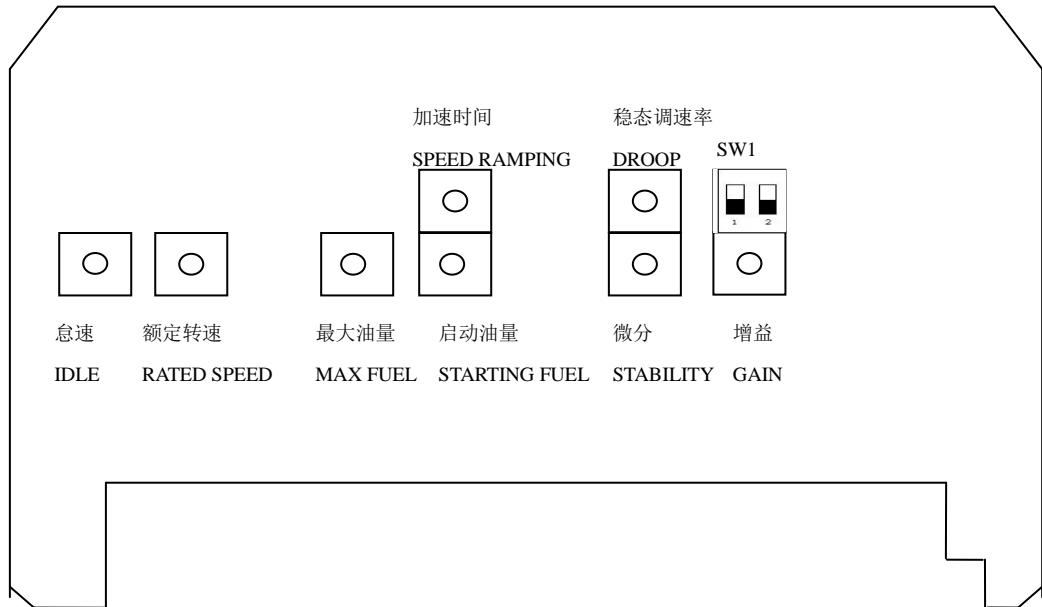 加速时间 稳态调速率
SPEED RAMPING DROOP SW1
1 2
怠速 额定转速 最大油量 启动油量 微分 增益
IDLE RATED SPEED MAX FUEL STARTING FUEL STABILITY GAIN